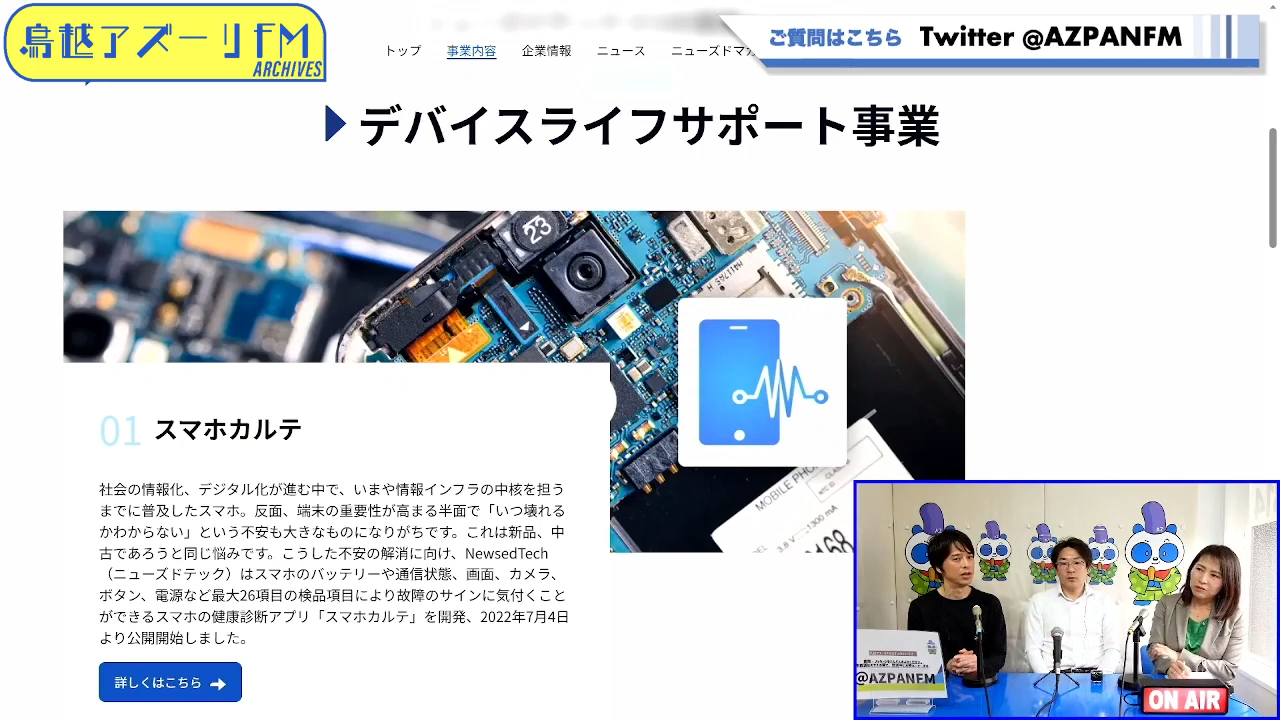 鳥越アズーリFM
ARCHIVES
トップ 事業内容 企業情報 ニュース ニューズドマガ
ご質問はこちら Twitter @AZPANFM
デバイスライフサポート事業
23
M417A5 H
MOBILE PHO
3.8 V 1300 mA
168
01 スマホカルテ
社会の情報化、デジタル化が進む中で、いまや情報インフラの中核を担う
までに普及したスマホ。反面、端末の重要性が高まる半面で「いつ壊れる
かわからない」という不安も大きなものになりがちです。これは新品、中
古であろうと同じ悩みです。こうした不安の解消に向け、NewsedTech
（ニューズドテック）はスマホのバッテリーや通信状態、画面、カメラ、
ボタン、電源など最大26項目の検品項目により故障のサインに気付くこと
ができるスマホの健康診断アプリ「スマホカルテ」を開発、2022年7月4日
より公開開始しました。
詳しくはこちら
@AZPANFM
ON AIR